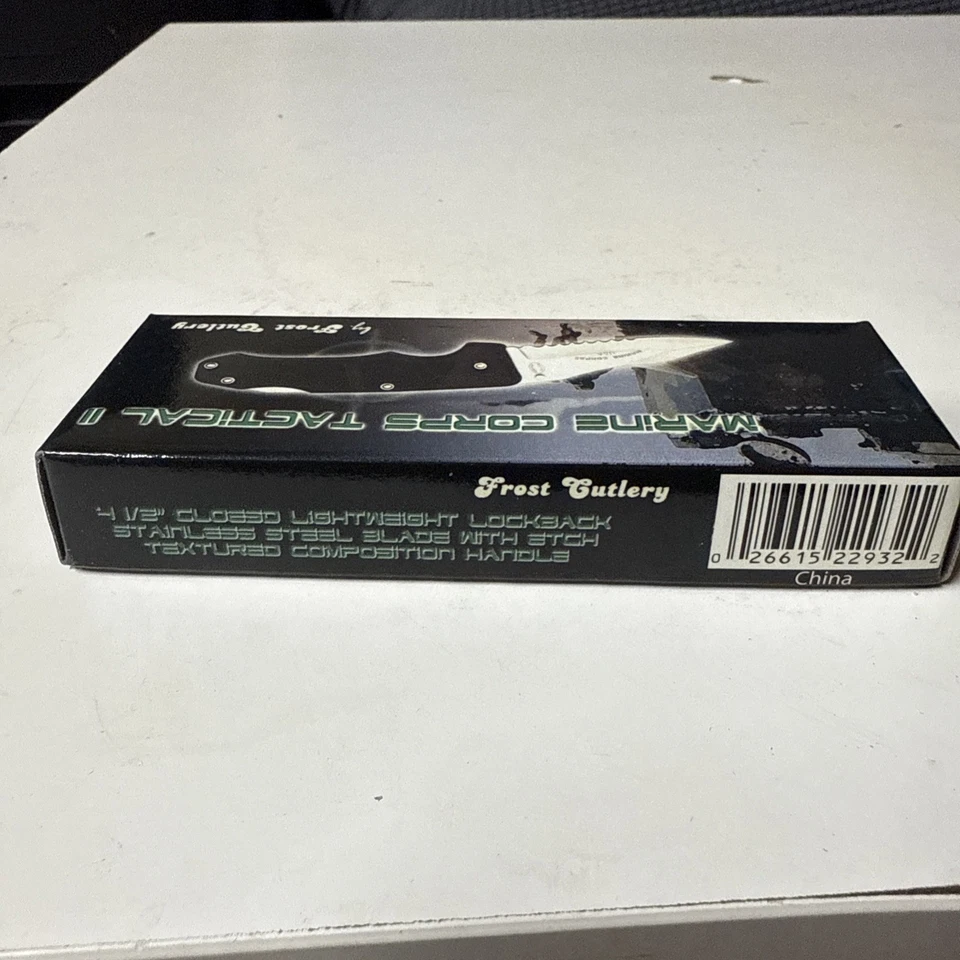 by Frost Cutlery
MARINE CORPS TACTICAL II
Frost Cutlery
4 1/2" CLOSED LIGHTWEIGHT LOCKBACK
STAINLESS STEEL BLADE WITH ETCH
TEXTURED COMPOSITION HANDLE
0 26615 22932 2
China